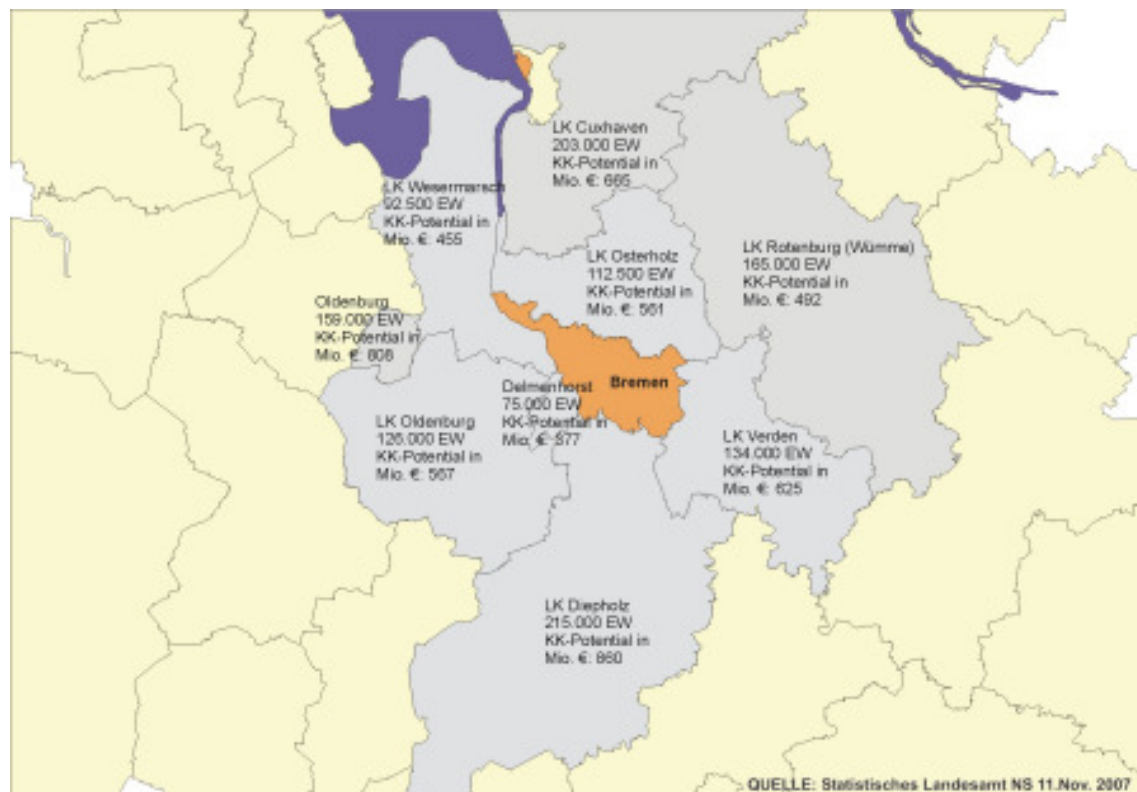 LK Cuxhaven
203.000 EW
KK-Potential in
Mio. €: 665
LK Wesermarsch
92.500 EW
KK-Potential in
Mio. €: 455
LK Osterholz
112.500 EW
KK-Potential in
Mio. €: 561
LK Rotenburg (Wümme)
165.000 EW
KK-Potential in
Mio. €: 492
Oldenburg
159.000 EW
KK-Potential in
Mio. €: 808
Delmenhorst
75.000 EW
KK-Potential in
Mio. €: 377
Bremen
LK Oldenburg
126.000 EW
KK-Potential in
Mio. €: 567
LK Verden
134.000 EW
KK-Potential in
Mio. €: 625
LK Diepholz
215.000 EW
KK-Potential in
Mio. €: 860
QUELLE: Statistisches Landesamt NS 11.Nov. 2007